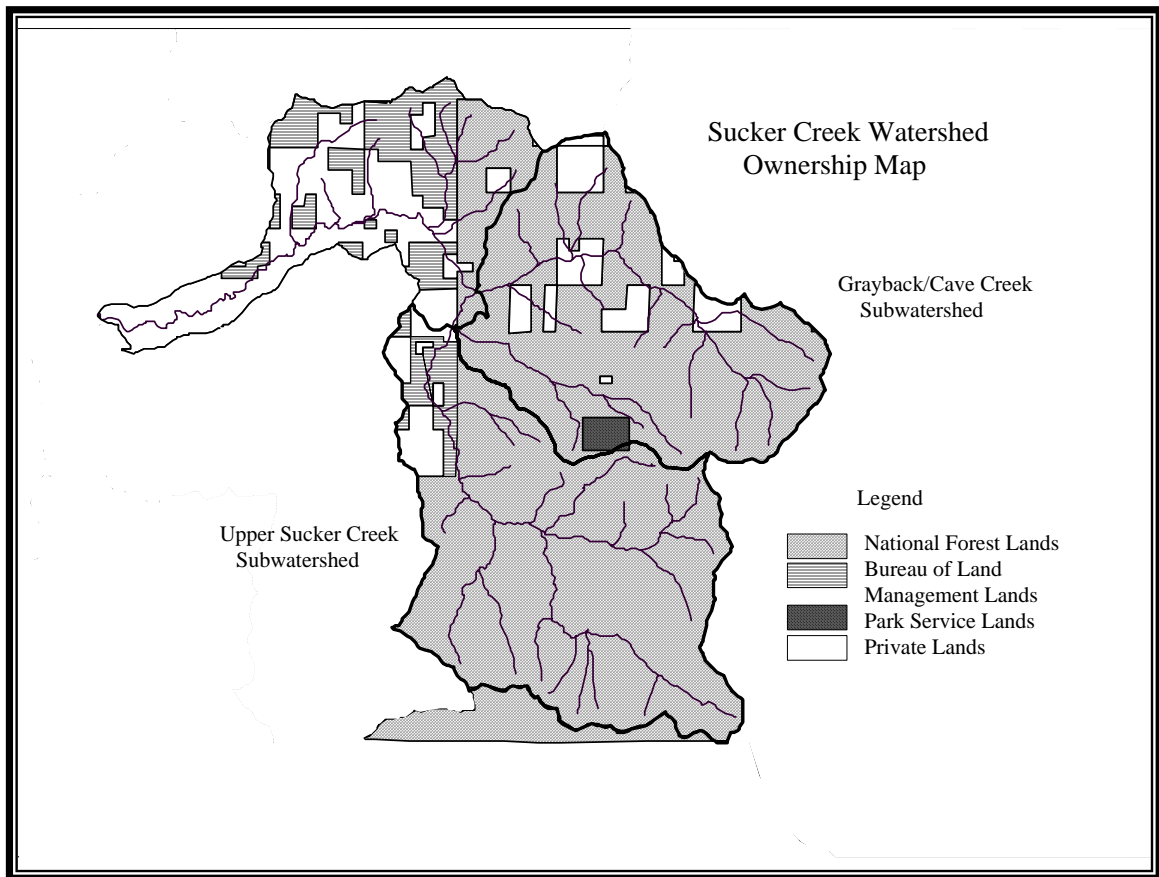 Sucker Creek Watershed
Ownership Map
Grayback/Cave Creek
Subwatershed
Upper Sucker Creek
Subwatershed
Legend
National Forest Lands
Bureau of Land
Management Lands
Park Service Lands
Private Lands